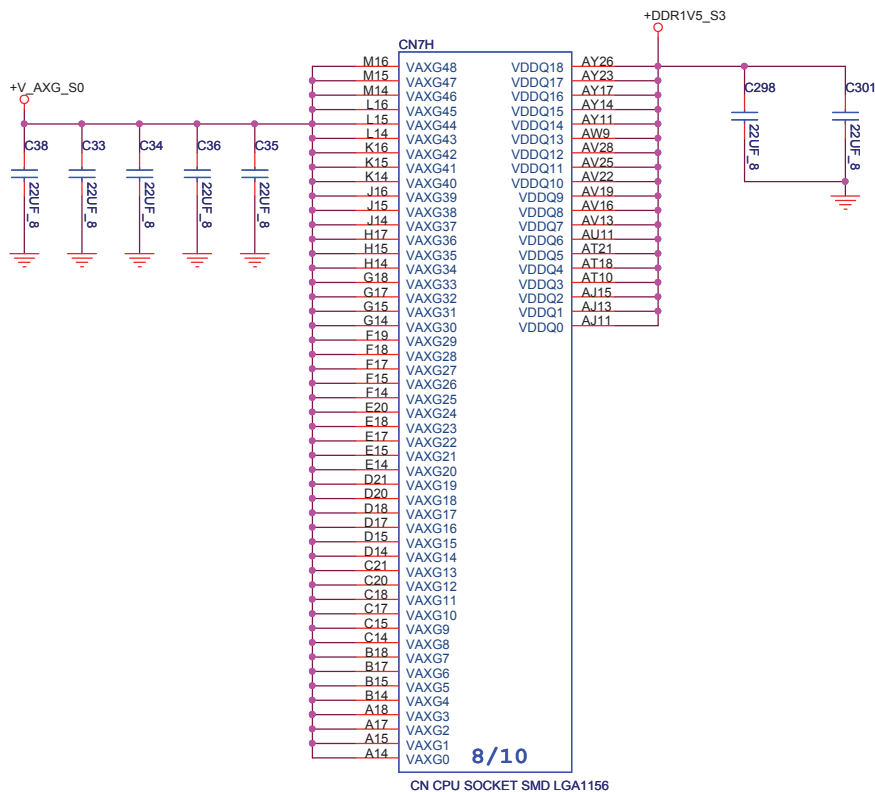 +DDR1V5_S3
+V_AXG_S0
CN7H
M16 VAXG48 VDDQ18 AY26
M15 VAXG47 VDDQ17 AY23
M14 VAXG46 VDDQ16 AY17
L16 VAXG45 VDDQ15 AY14
L15 VAXG44 VDDQ14 AY11
L14 VAXG43 VDDQ13 AW9
K16 VAXG42 VDDQ12 AV28
K15 VAXG41 VDDQ11 AV25
K14 VAXG40 VDDQ10 AV22
J16 VAXG39 VDDQ9 AV19
J15 VAXG38 VDDQ8 AV16
J14 VAXG37 VDDQ7 AV13
H17 VAXG36 VDDQ6 AU11
H15 VAXG35 VDDQ5 AT21
H14 VAXG34 VDDQ4 AT18
G18 VAXG33 VDDQ3 AT10
G17 VAXG32 VDDQ2 AJ15
G15 VAXG31 VDDQ1 AJ13
G14 VAXG30 VDDQ0 AJ11
F19 VAXG29
F18 VAXG28
F17 VAXG27
F15 VAXG26
F14 VAXG25
E20 VAXG24
E18 VAXG23
E17 VAXG22
E15 VAXG21
E14 VAXG20
D21 VAXG19
D20 VAXG18
D18 VAXG17
D17 VAXG16
D15 VAXG15
D14 VAXG14
C21 VAXG13
C20 VAXG12
C18 VAXG11
C17 VAXG10
C15 VAXG9
C14 VAXG8
B18 VAXG7
B17 VAXG6
B15 VAXG5
B14 VAXG4
A18 VAXG3
A17 VAXG2
A15 VAXG1
A14 VAXG0
8/10
CN CPU SOCKET SMD LGA1156
C38
22UF_8
C33
22UF_8
C34
22UF_8
C36
22UF_8
C35
22UF_8
C298
22UF_8
C301
22UF_8